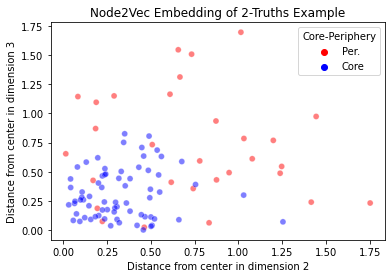 Node2Vec Embedding of 2-Truths Example
Distance from center in dimension 3
1.75
1.50
1.25
1.00
0.75
0.50
0.25
0.00
Core-Periphery
Per.
Core
0.00 0.25 0.50 0.75 1.00 1.25 1.50 1.75
Distance from center in dimension 2